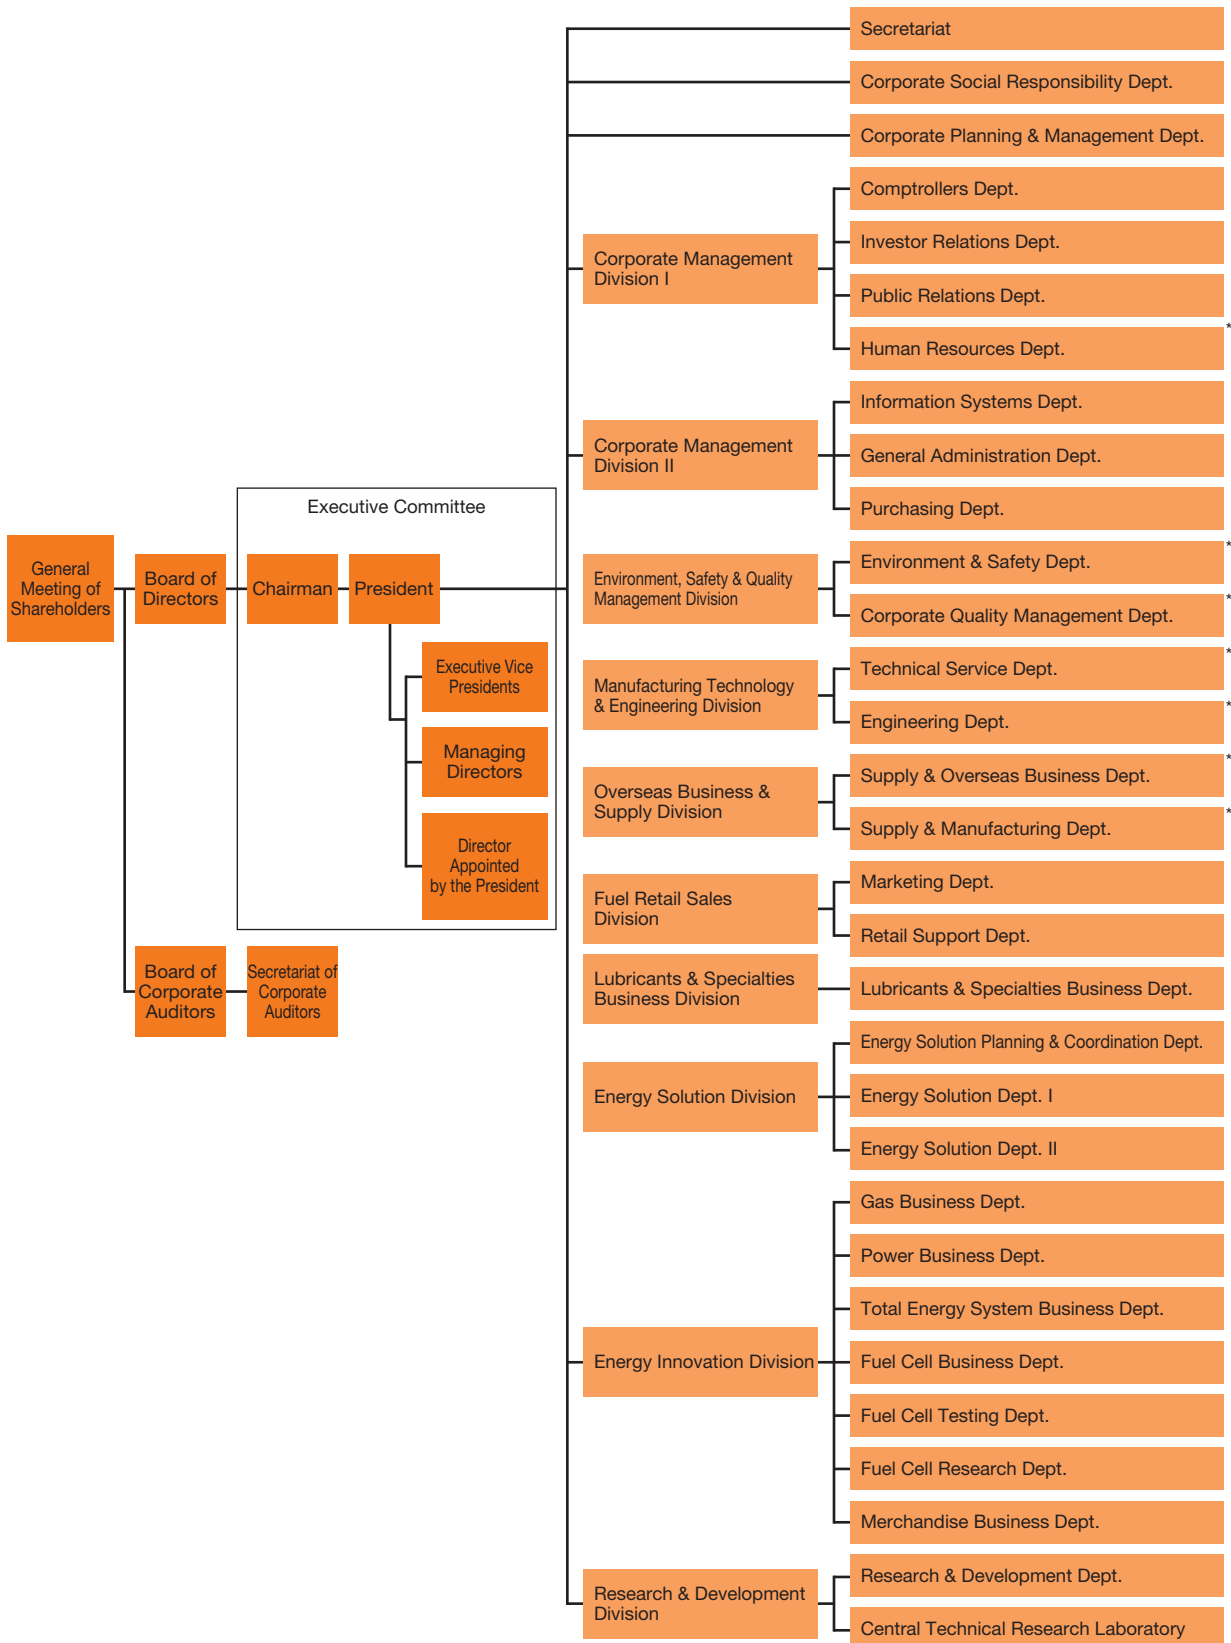 Secretariat
Corporate Social Responsibility Dept.
Corporate Planning & Management Dept.
Corporate Management
Division I
Comptrollers Dept.
Investor Relations Dept.
Public Relations Dept.
Human Resources Dept.
*
Corporate Management
Division II
Information Systems Dept.
General Administration Dept.
Purchasing Dept.
General
Meeting of
Shareholders
Board of
Directors
Executive Committee
Chairman
President
Executive Vice
Presidents
Managing
Directors
Director
Appointed
by the President
Board of
Corporate
Auditors
Secretariat of
Corporate
Auditors
Environment, Safety & Quality
Management Division
Environment & Safety Dept.
*
Corporate Quality Management Dept.
*
Manufacturing Technology
& Engineering Division
Technical Service Dept.
*
Engineering Dept.
*
Overseas Business &
Supply Division
Supply & Overseas Business Dept.
*
Supply & Manufacturing Dept.
*
Fuel Retail Sales
Division
Marketing Dept.
Retail Support Dept.
Lubricants & Specialties
Business Division
Lubricants & Specialties Business Dept.
Energy Solution Division
Energy Solution Planning & Coordination Dept.
Energy Solution Dept. I
Energy Solution Dept. II
Energy Innovation Division
Gas Business Dept.
Power Business Dept.
Total Energy System Business Dept.
Fuel Cell Business Dept.
Fuel Cell Testing Dept.
Fuel Cell Research Dept.
Merchandise Business Dept.
Research & Development
Division
Research & Development Dept.
Central Technical Research Laboratory